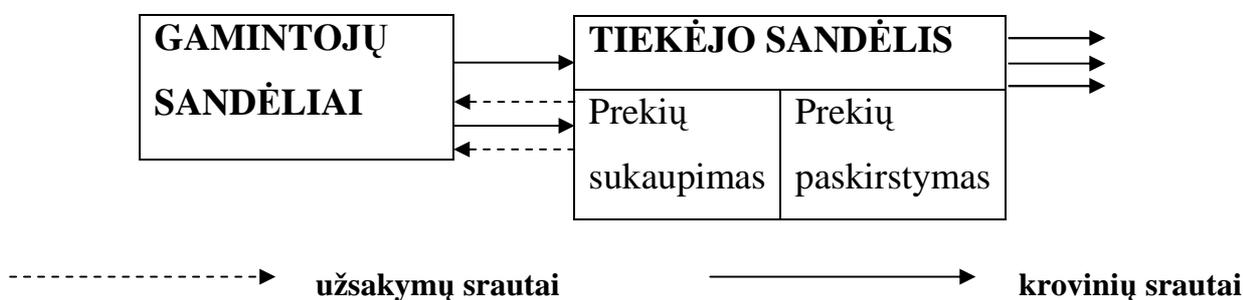 GAMINTOJŲ
SANDĖLIAI
TIEKĖJO SANDĖLIS
Prekių
sukaupimas
Prekių
paskirstymas
užsakymų srautai
krovinių srautai